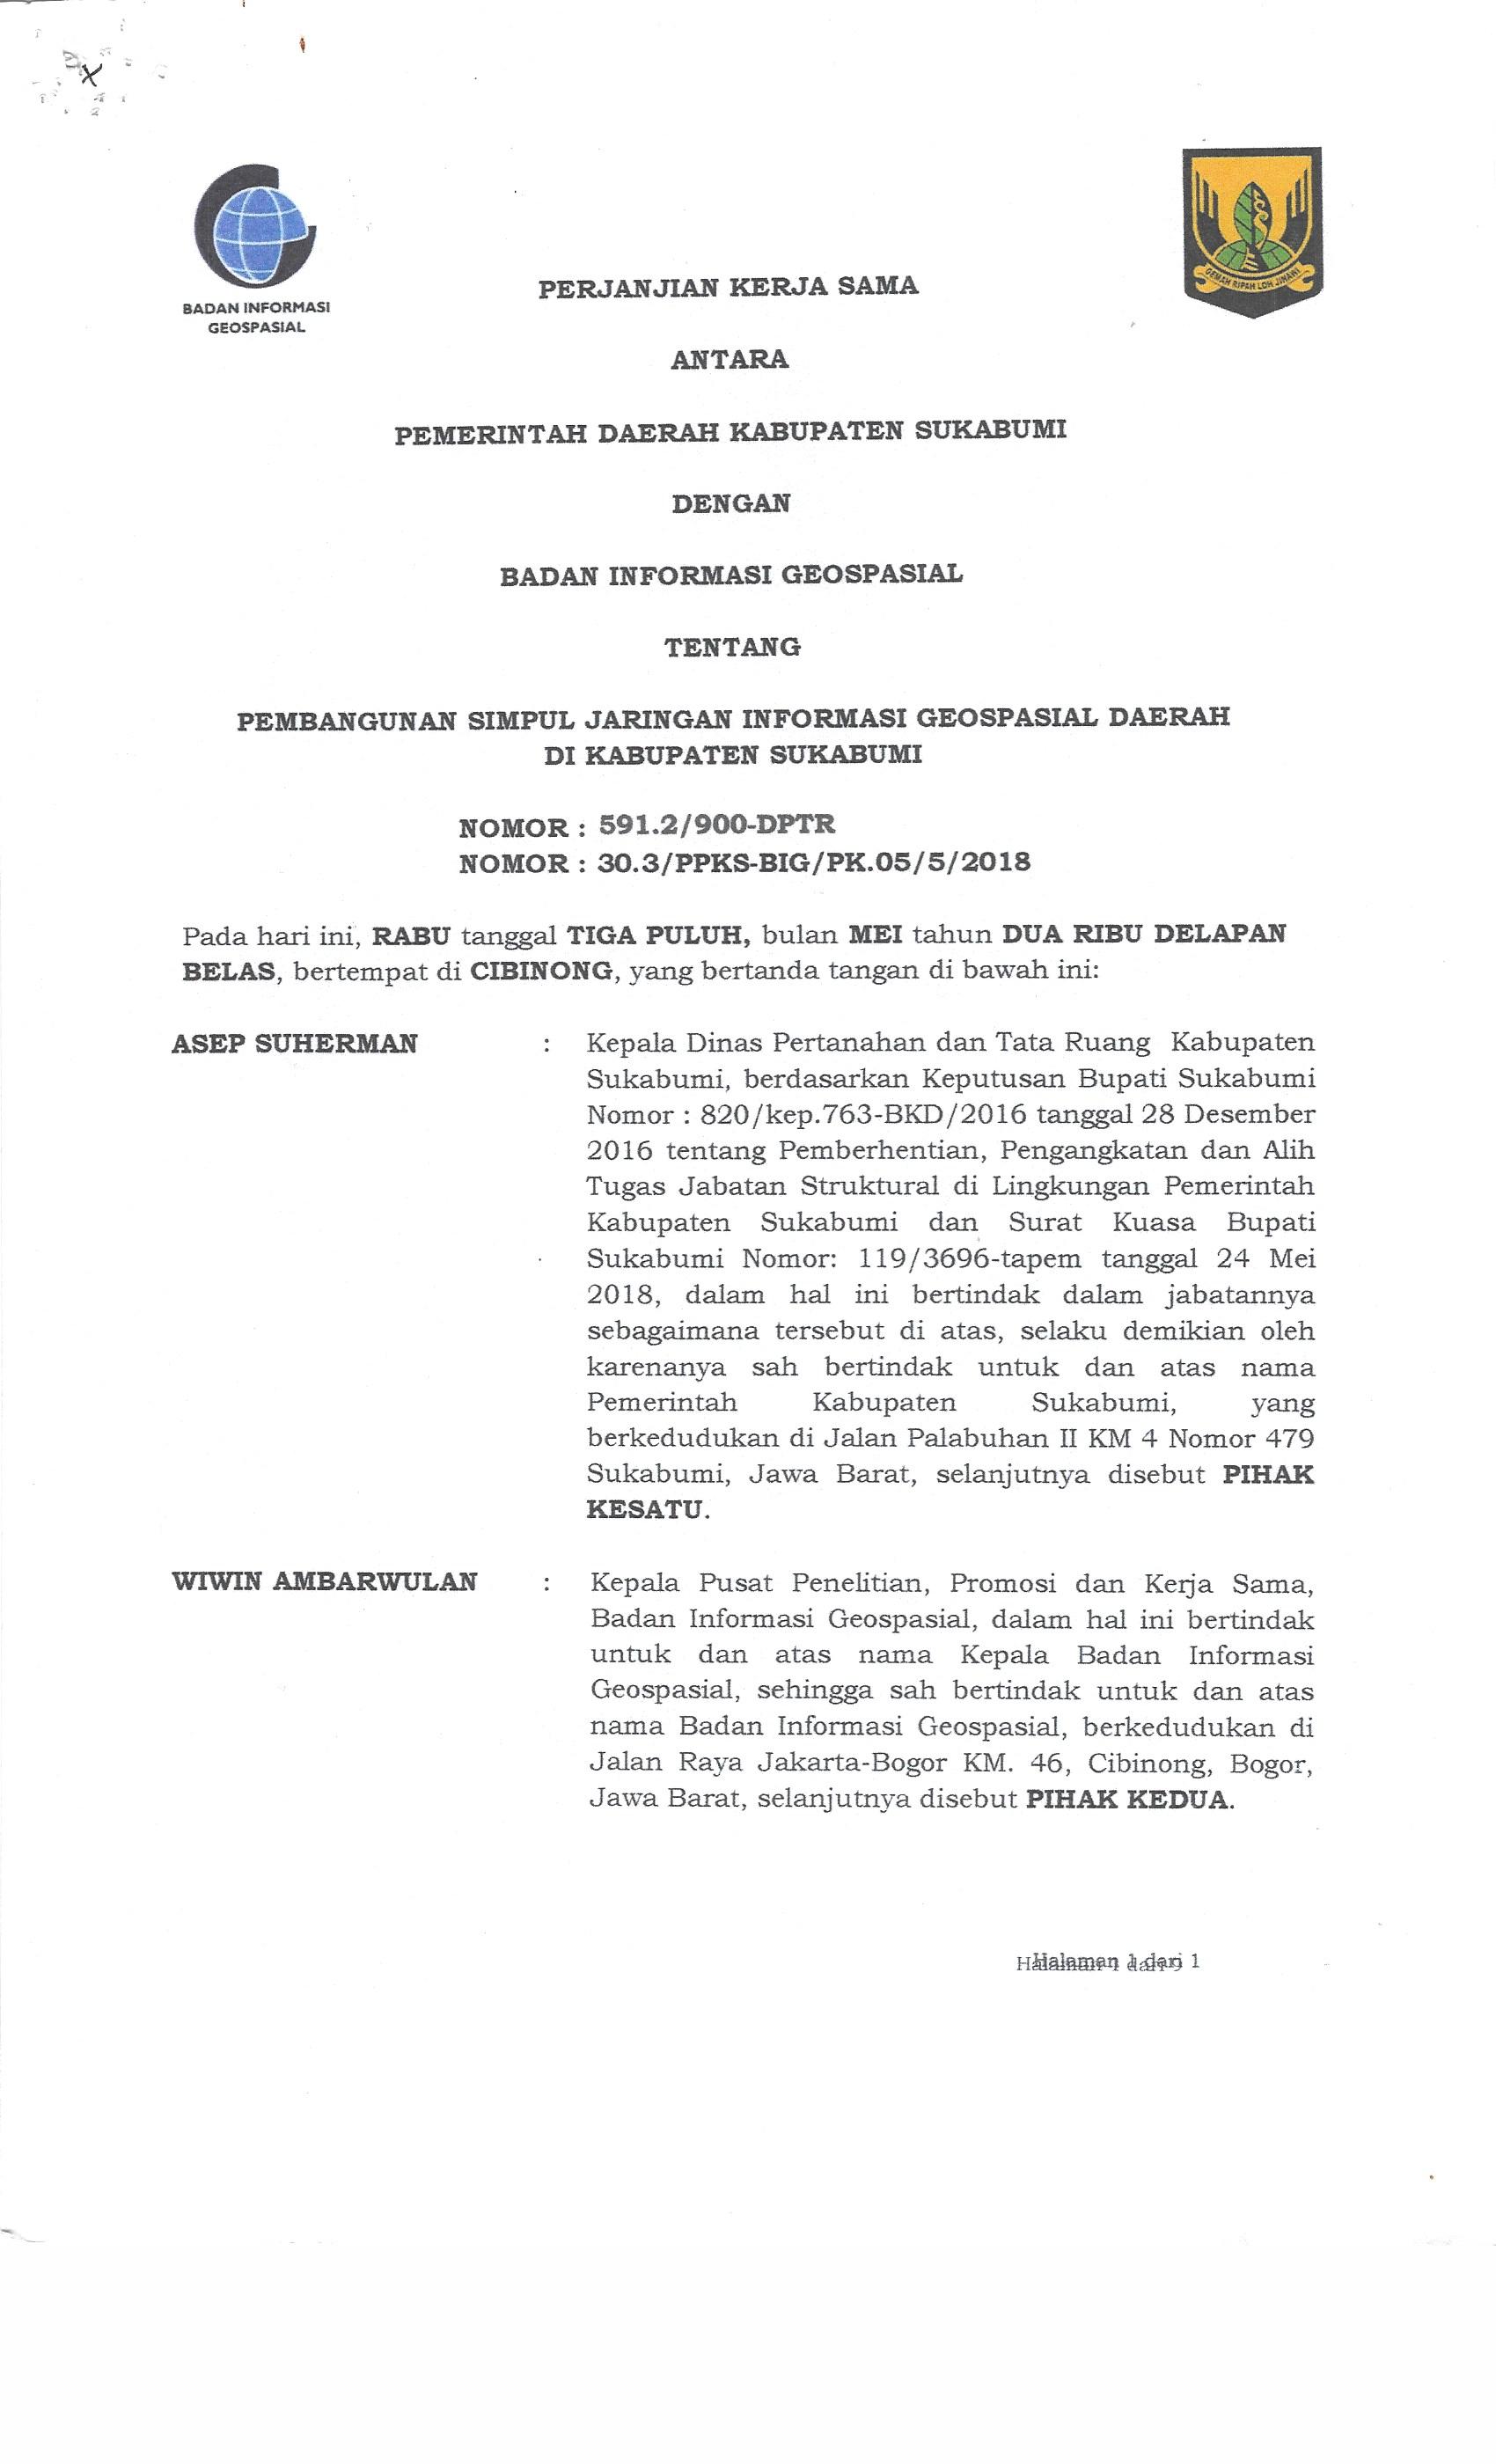 BADAN INFORMASI
GEOSPASIAL
GEMAH RIPAH LOH JINAWI
PERJANJIAN KERJA SAMA
ANTARA
PEMERINTAH DAERAH KABUPATEN SUKABUMI
DENGAN
BADAN INFORMASI GEOSPASIAL
TENTANG
PEMBANGUNAN SIMPUL JARINGAN INFORMASI GEOSPASIAL DAERAH
DI KABUPATEN SUKABUMI
NOMOR : 591.2/900-DPTR
NOMOR : 30.3/PPKS-BIG/PK.05/5/2018
Pada hari ini, RABU tanggal TIGA PULUH, bulan MEI tahun DUA RIBU DELAPAN
BELAS, bertempat di CIBINONG, yang bertanda tangan di bawah ini:
ASEP SUHERMAN : Kepala Dinas Pertanahan dan Tata Ruang Kabupaten
Sukabumi, berdasarkan Keputusan Bupati Sukabumi
Nomor : 820/kep.763-BKD/2016 tanggal 28 Desember
2016 tentang Pemberhentian, Pengangkatan dan Alih
Tugas Jabatan Struktural di Lingkungan Pemerintah
Kabupaten Sukabumi dan Surat Kuasa Bupati
Sukabumi Nomor: 119/3696-tapem tanggal 24 Mei
2018, dalam hal ini bertindak dalam jabatannya
sebagaimana tersebut di atas, selaku demikian oleh
karenanya sah bertindak untuk dan atas nama
Pemerintah Kabupaten Sukabumi, yang
berkedudukan di Jalan Palabuhan II KM 4 Nomor 479
Sukabumi, Jawa Barat, selanjutnya disebut PIHAK
KESATU.
WIWIN AMBARWULAN : Kepala Pusat Penelitian, Promosi dan Kerja Sama,
Badan Informasi Geospasial, dalam hal ini bertindak
untuk dan atas nama Kepala Badan Informasi
Geospasial, sehingga sah bertindak untuk dan atas
nama Badan Informasi Geospasial, berkedudukan di
Jalan Raya Jakarta-Bogor KM. 46, Cibinong, Bogor,
Jawa Barat, selanjutnya disebut PIHAK KEDUA.
Halaman 1 dari 1